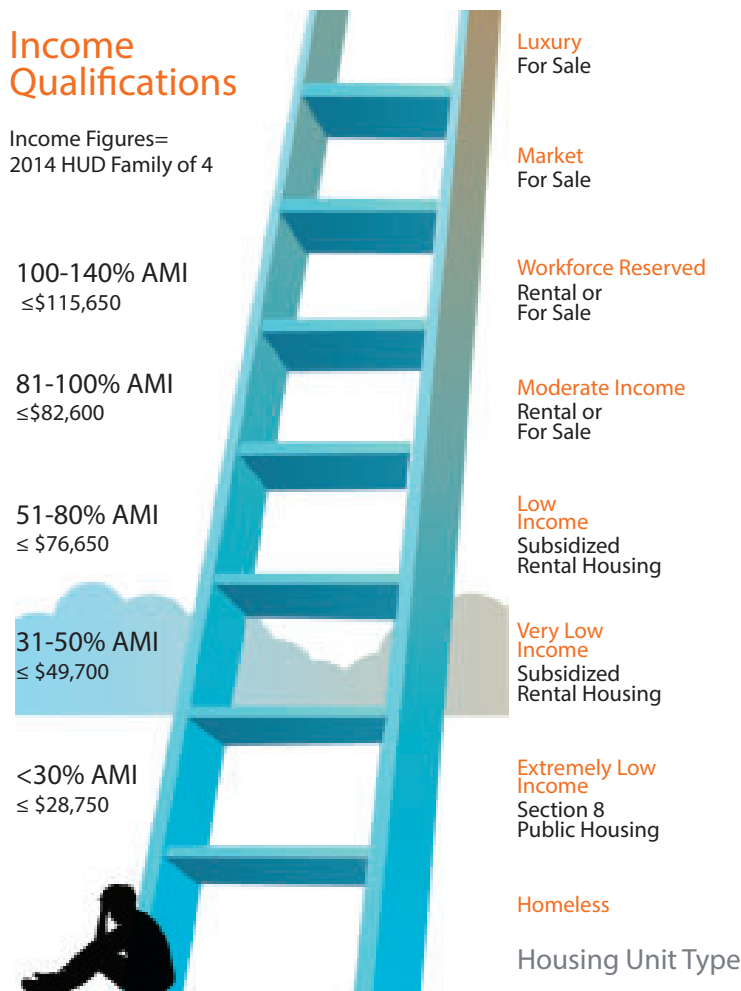 Income
Qualifications
Income Figures=
2014 HUD Family of 4
100-140% AMI
≤$115,650
81-100% AMI
≤$82,600
51-80% AMI
≤ $76,650
31-50% AMI
≤ $49,700
<30% AMI
≤ $28,750
Luxury
For Sale
Market
For Sale
Workforce Reserved
Rental or
For Sale
Moderate Income
Rental or
For Sale
Low
Income
Subsidized
Rental Housing
Very Low
Income
Subsidized
Rental Housing
Extremely Low
Income
Section 8
Public Housing
Homeless
Housing Unit Type